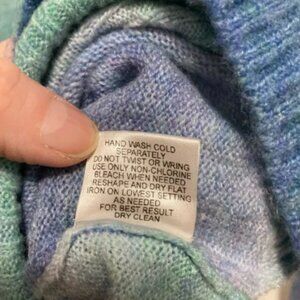 HAND WASH COLD
SEPARATELY
DO NOT TWIST OR WRING
USE ONLY NON-CHLORINE
BLEACH WHEN NEEDED
RESHAPE AND DRY FLAT
IRON ON LOWEST SETTING
AS NEEDED
FOR BEST RESULT
DRY CLEAN